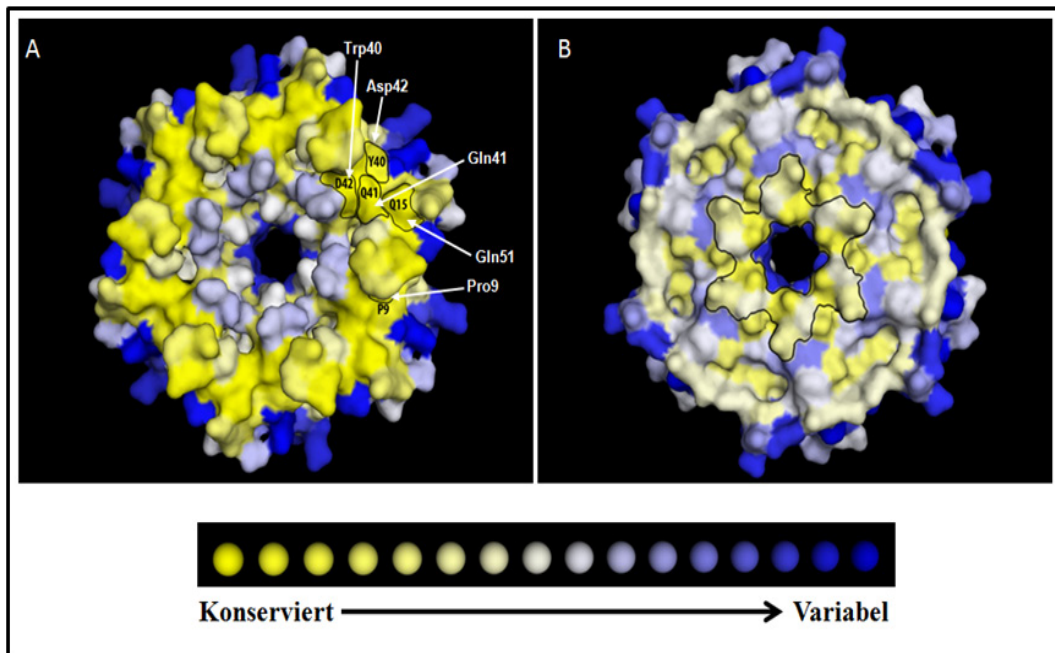 A
B
Trp40
Asp42
Gln41
Y40
D42
Q41
Q15
Gln51
Pro9
P9
Konserviert
Variabel